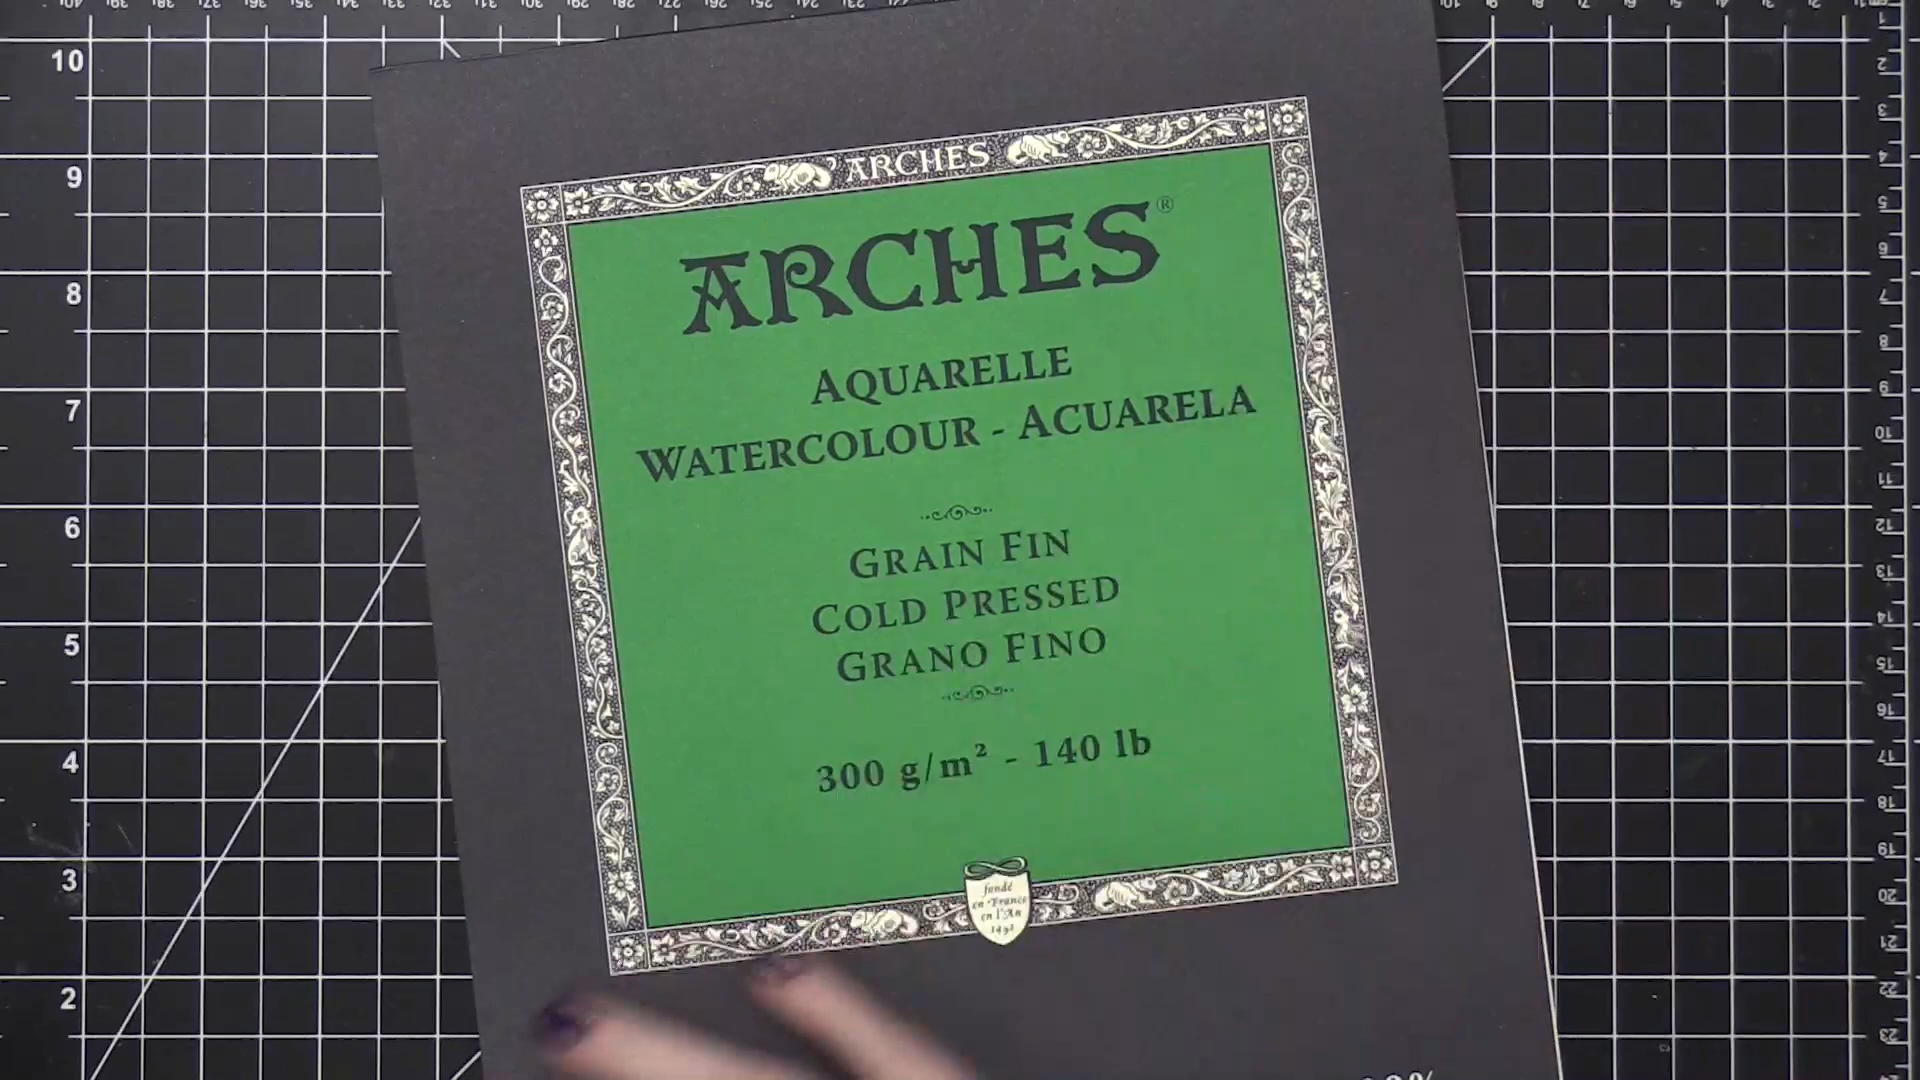 ARCHES
ARCHES®
AQUARELLE
WATERCOLOUR - ACUARELA
GRAIN FIN
COLD PRESSED
GRANO FINO
300 g/m² - 140 lb
fondé
en France
en l'An
1492
10
9
8
7
6
5
4
3
2